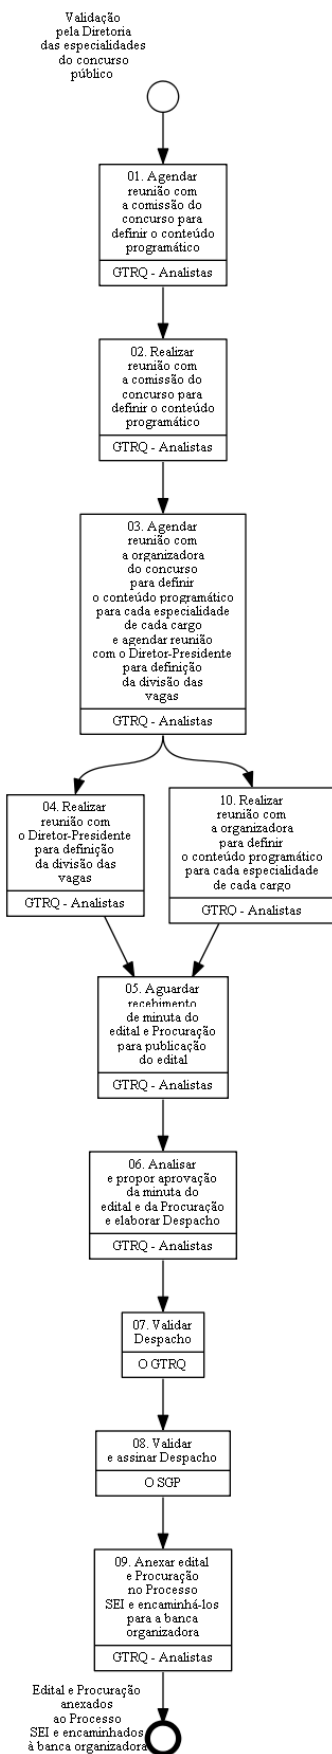 Validação
pela Diretoria
das especialidades
do concurso
público
01. Agendar
reunião com
a comissão do
concurso para
definir o conteúdo
programático
GTRQ - Analistas
02. Realizar
reunião com
a comissão do
concurso para
definir o conteúdo
programático
GTRQ - Analistas
03. Agendar
reunião com
a organizadora
do concurso
para definir
o conteúdo programático
para cada especialidade
de cada cargo
e agendar reunião
com o Diretor-Presidente
para definição
da divisão das
vagas
GTRQ - Analistas
04. Realizar
reunião com
o Diretor-Presidente
para definição
da divisão das
vagas
GTRQ - Analistas
10. Realizar
reunião com
a organizadora
para definir
o conteúdo programático
para cada especialidade
de cada cargo
GTRQ - Analistas
05. Aguardar
recebimento
de minuta do
edital e Procuração
para publicação
do edital
GTRQ - Analistas
06. Analisar
e propor aprovação
da minuta do
edital e da Procuração
e elaborar Despacho
GTRQ - Analistas
07. Validar
Despacho
O GTRQ
08. Validar
e assinar Despacho
O SGP
09. Anexar edital
e Procuração
no Processo
SEI e encaminhá-los
para a banca
organizadora
GTRQ - Analistas
Edital e Procuração
anexados
ao Processo
SEI e encaminhados
à banca organizadora